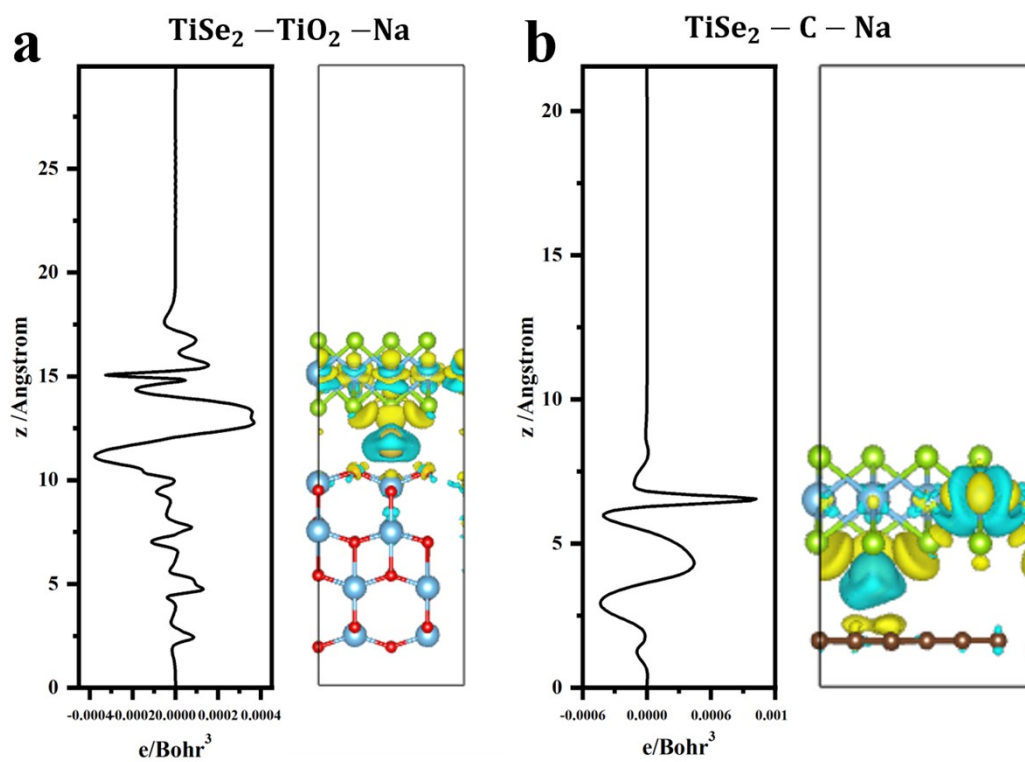 a
TiSe₂ –TiO₂ –Na
25
20
15
10
5
0
z /Angstrom
-0.0004-0.00020.0000 0.0002 0.0004
e/Bohr³
b
TiSe₂ – C – Na
20
15
10
5
0
z /Angstrom
-0.0006 0.0000 0.0006 0.001
e/Bohr³